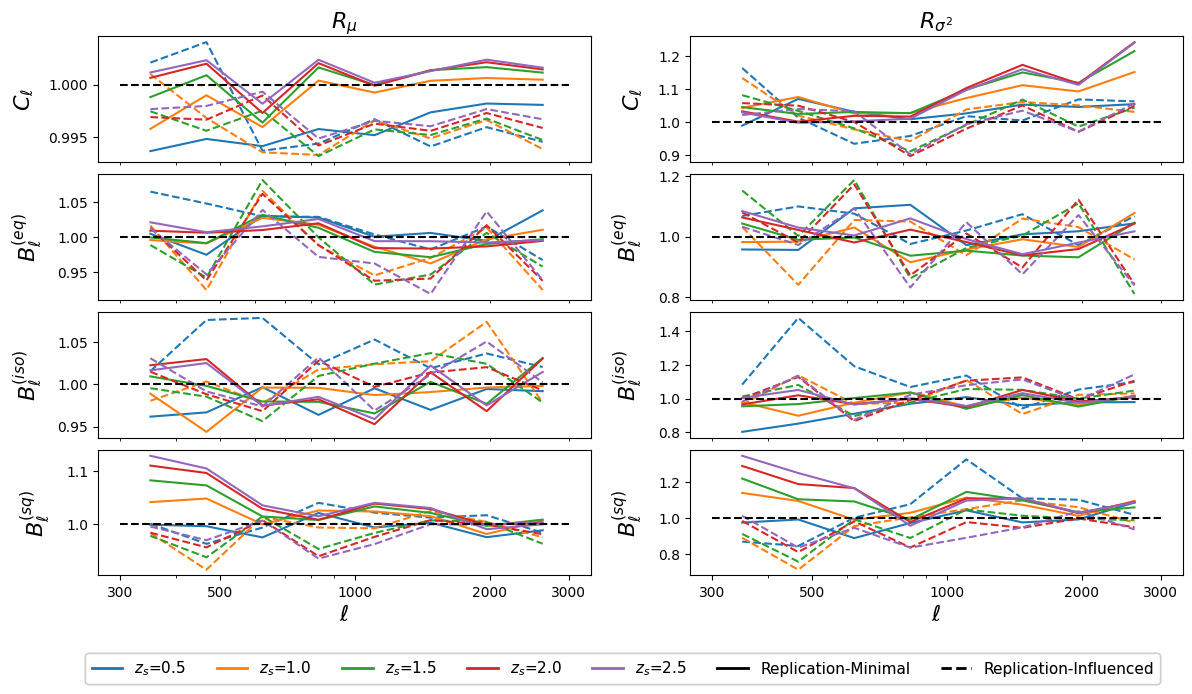 R_μ
R_σ²
C_ℓ
1.000
0.995
C_ℓ
1.2
1.1
1.0
0.9
B_ℓ^(eq)
1.05
1.00
0.95
B_ℓ^(eq)
1.2
1.0
0.8
B_ℓ^(iso)
1.05
1.00
0.95
B_ℓ^(iso)
1.4
1.2
1.0
0.8
B_ℓ^(sq)
1.1
1.0
B_ℓ^(sq)
1.2
1.0
0.8
300 500 1000 2000 3000
300 500 1000 2000 3000
ℓ
ℓ
z_s=0.5 z_s=1.0 z_s=1.5 z_s=2.0 z_s=2.5 Replication-Minimal Replication-Influenced